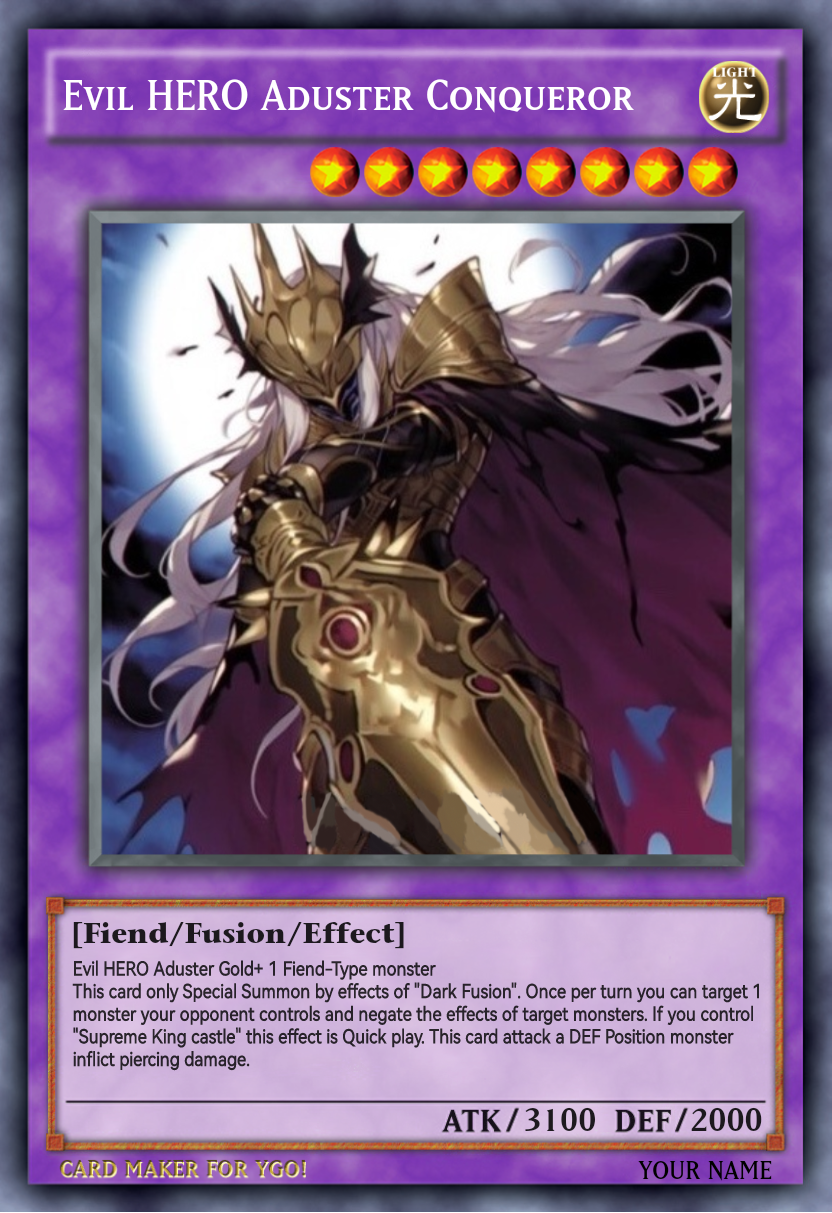 Evil HERO Aduster Conqueror
LIGHT
光
[Fiend/Fusion/Effect]
Evil HERO Aduster Gold+ 1 Fiend-Type monster
This card only Special Summon by effects of "Dark Fusion". Once per turn you can target 1
monster your opponent controls and negate the effects of target monsters. If you control
"Supreme King castle" this effect is Quick play. This card attack a DEF Position monster
inflict piercing damage.
ATK/3100 DEF/2000
CARD MAKER FOR YGO!
YOUR NAME